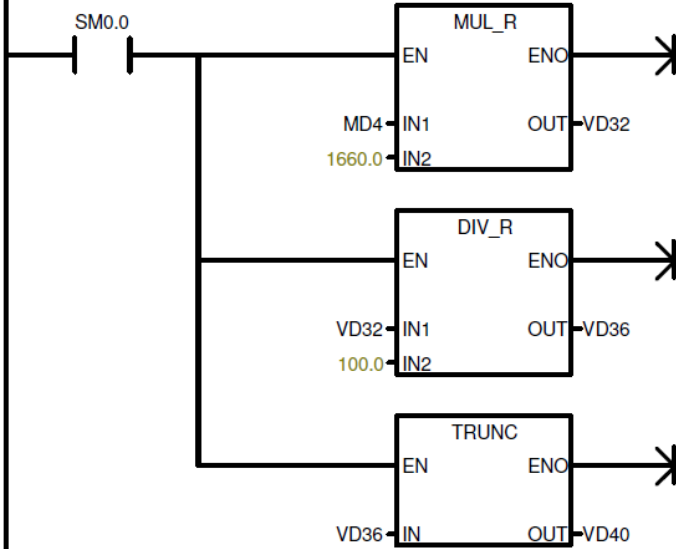 SM0.0
MUL_R
EN ENO
MD4 IN1 OUT VD32
1660.0 IN2
DIV_R
EN ENO
VD32 IN1 OUT VD36
100.0 IN2
TRUNC
EN ENO
VD36 IN OUT VD40